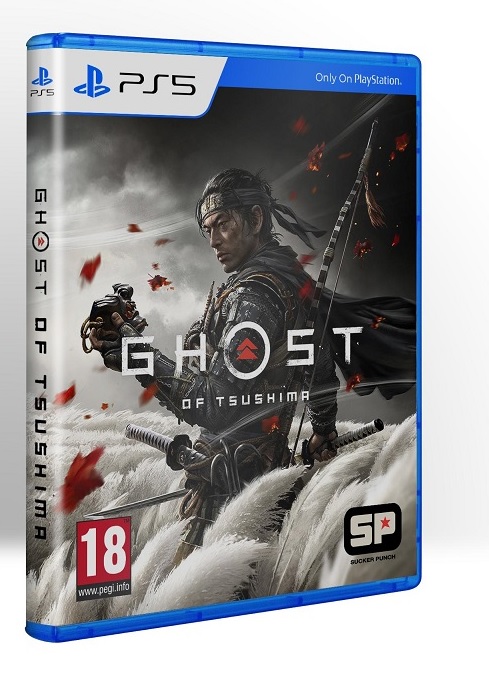 PS5
PS5
Only On PlayStation.
GHOST OF TSUSHIMA
GHOST
OF TSUSHIMA
18
www.pegi.info
SP
SUCKER PUNCH